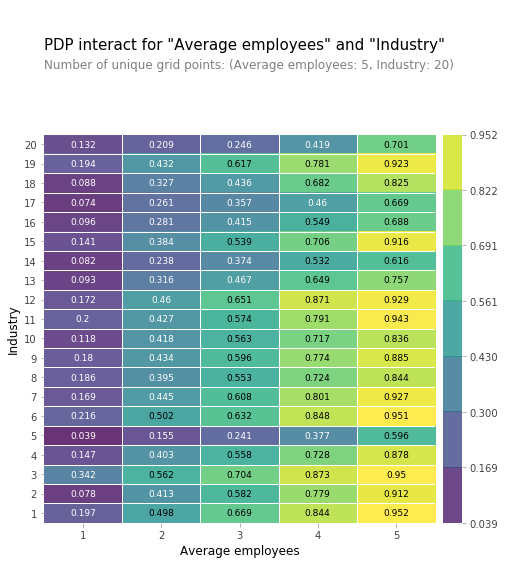 PDP interact for "Average employees" and "Industry"
Number of unique grid points: (Average employees: 5, Industry: 20)
20 0.132 0.209 0.246 0.419 0.701
19 0.194 0.432 0.617 0.781 0.923
18 0.088 0.327 0.436 0.682 0.825
17 0.074 0.261 0.357 0.46 0.669
16 0.096 0.281 0.415 0.549 0.688
15 0.141 0.384 0.539 0.706 0.916
14 0.082 0.238 0.374 0.532 0.616
13 0.093 0.316 0.467 0.649 0.757
12 0.172 0.46 0.651 0.871 0.929
11 0.2 0.427 0.574 0.791 0.943
10 0.118 0.418 0.563 0.717 0.836
9 0.18 0.434 0.596 0.774 0.885
8 0.186 0.395 0.553 0.724 0.844
7 0.169 0.445 0.608 0.801 0.927
6 0.216 0.502 0.632 0.848 0.951
5 0.039 0.155 0.241 0.377 0.596
4 0.147 0.403 0.558 0.728 0.878
3 0.342 0.562 0.704 0.873 0.95
2 0.078 0.413 0.582 0.779 0.912
1 0.197 0.498 0.669 0.844 0.952
1 2 3 4 5
Average employees
Industry
0.952
0.822
0.691
0.561
0.430
0.300
0.169
0.039